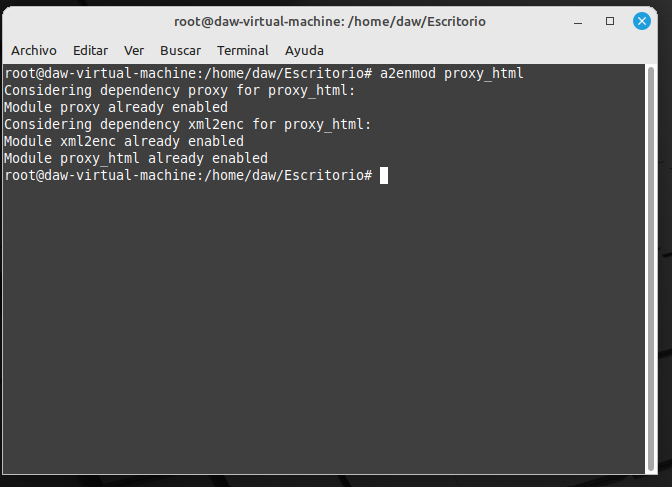 root@daw-virtual-machine: /home/daw/Escritorio
Archivo Editar Ver Buscar Terminal Ayuda
root@daw-virtual-machine:/home/daw/Escritorio# a2enmod proxy_html
Considering dependency proxy for proxy_html:
Module proxy already enabled
Considering dependency xml2enc for proxy_html:
Module xml2enc already enabled
Module proxy_html already enabled
root@daw-virtual-machine:/home/daw/Escritorio#